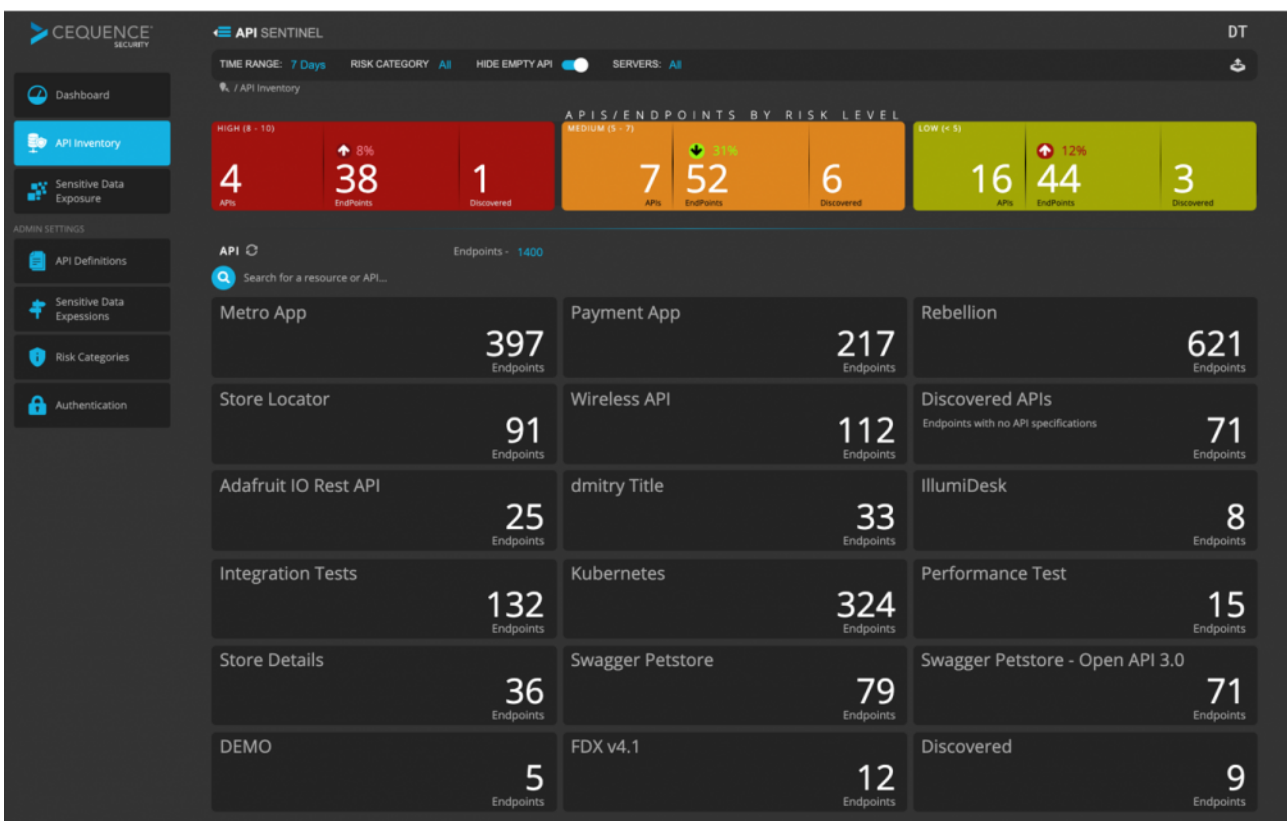 CEQUENCE
SECURITY
API SENTINEL
DT
TIME RANGE: 7 Days RISK CATEGORY All HIDE EMPTY API SERVERS: All
/ API Inventory
Dashboard
API Inventory
Sensitive Data
Exposure
ADMIN SETTINGS
API Definitions
Sensitive Data
Expessions
Risk Categories
Authentication
APIS/ENDPOINTS BY RISK LEVEL
HIGH (8 - 10)
8%
4 38 1
APIs EndPoints Discovered
MEDIUM (5 - 7)
31%
7 52 6
APIs EndPoints Discovered
LOW (< 5)
12%
16 44 3
APIs EndPoints Discovered
API Endpoints - 1400
Search for a resource or API...
Metro App
397
Endpoints
Payment App
217
Endpoints
Rebellion
621
Endpoints
Store Locator
91
Endpoints
Wireless API
112
Endpoints
Discovered APIs
Endpoints with no API specifications
71
Endpoints
Adafruit IO Rest API
25
Endpoints
dmitry Title
33
Endpoints
IllumiDesk
8
Endpoints
Integration Tests
132
Endpoints
Kubernetes
324
Endpoints
Performance Test
15
Endpoints
Store Details
36
Endpoints
Swagger Petstore
79
Endpoints
Swagger Petstore - Open API 3.0
71
Endpoints
DEMO
5
Endpoints
FDX v4.1
12
Endpoints
Discovered
9
Endpoints